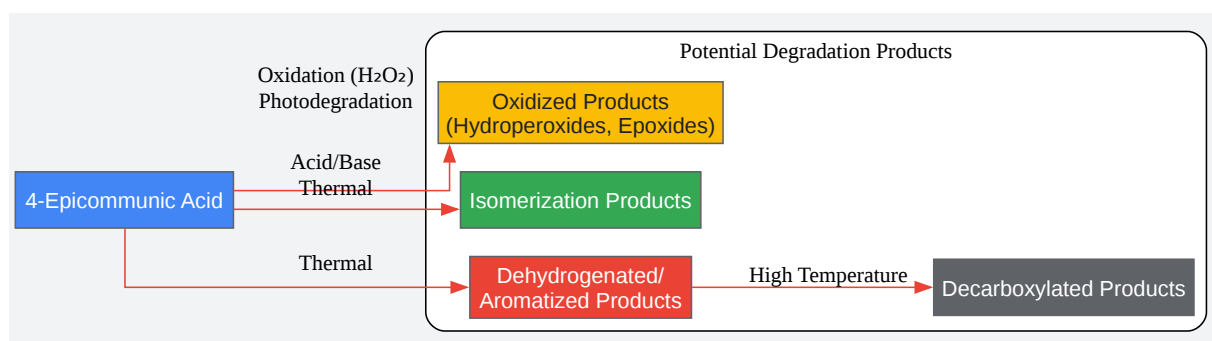 Potential Degradation Products
Oxidation (H₂O₂)
Photodegradation
Oxidized Products
(Hydroperoxides, Epoxides)
Acid/Base
Thermal
4-Epicommunic Acid
Isomerization Products
Thermal
Dehydrogenated/
Aromatized Products
High Temperature
Decarboxylated Products